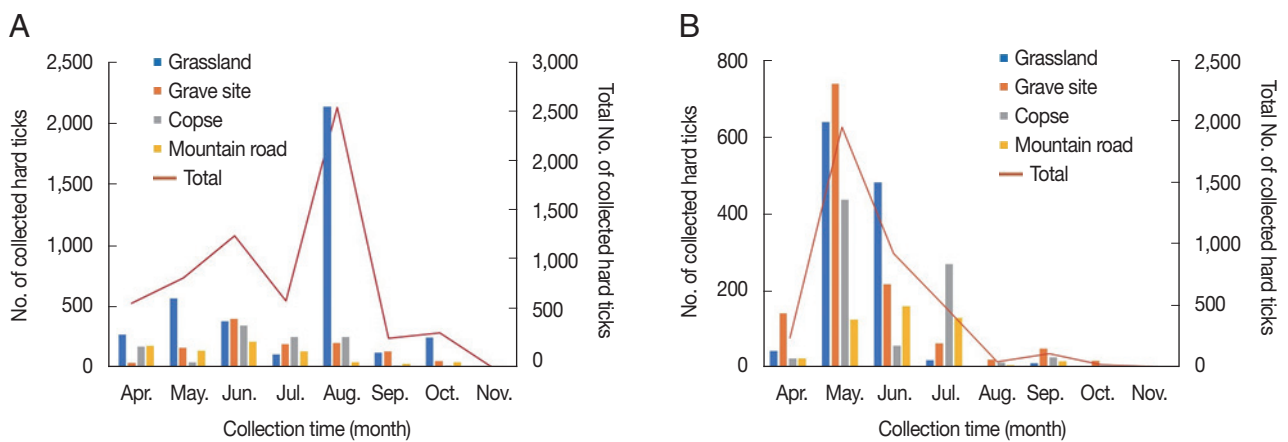 A
No. of collected hard ticks
2,500
2,000
1,500
1,000
500
0
Grassland
Grave site
Copse
Mountain road
Total
3,000
2,500
2,000
1,500
1,000
500
0
Total No. of collected hard ticks
Apr. May. Jun. Jul. Aug. Sep. Oct. Nov.
Collection time (month)
B
No. of collected hard ticks
800
600
400
200
0
Grassland
Grave site
Copse
Mountain road
Total
2,500
2,000
1,500
1,000
500
0
Total No. of collected hard ticks
Apr. May. Jun. Jul. Aug. Sep. Oct. Nov.
Collection time (month)